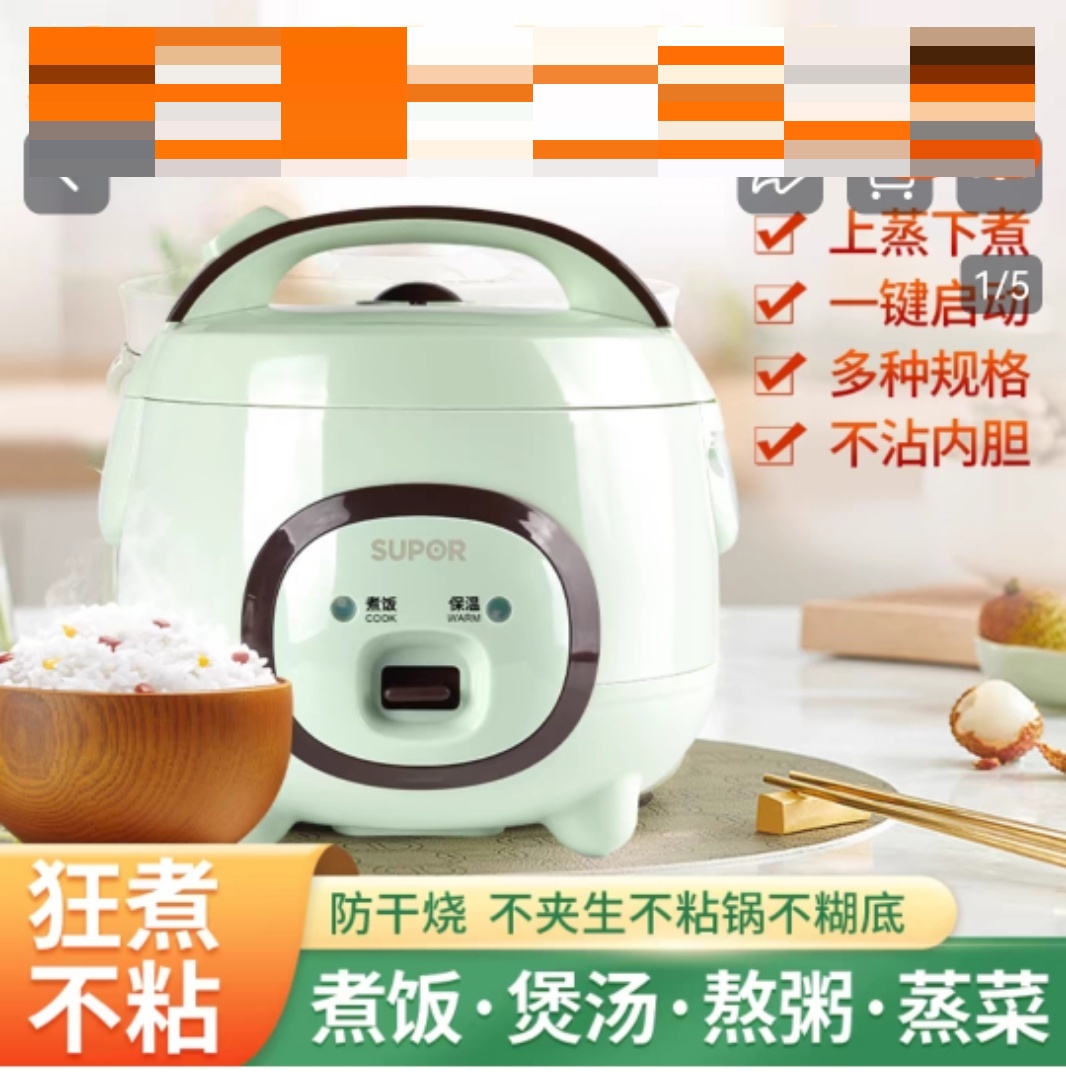 上蒸下煮
一键启动
1/5
多种规格
不沾内胆
SUPOR
煮饭
COOK
保温
WARM
狂煮
不粘
防干烧 不夹生不粘锅不糊底
煮饭·煲汤·熬粥·蒸菜